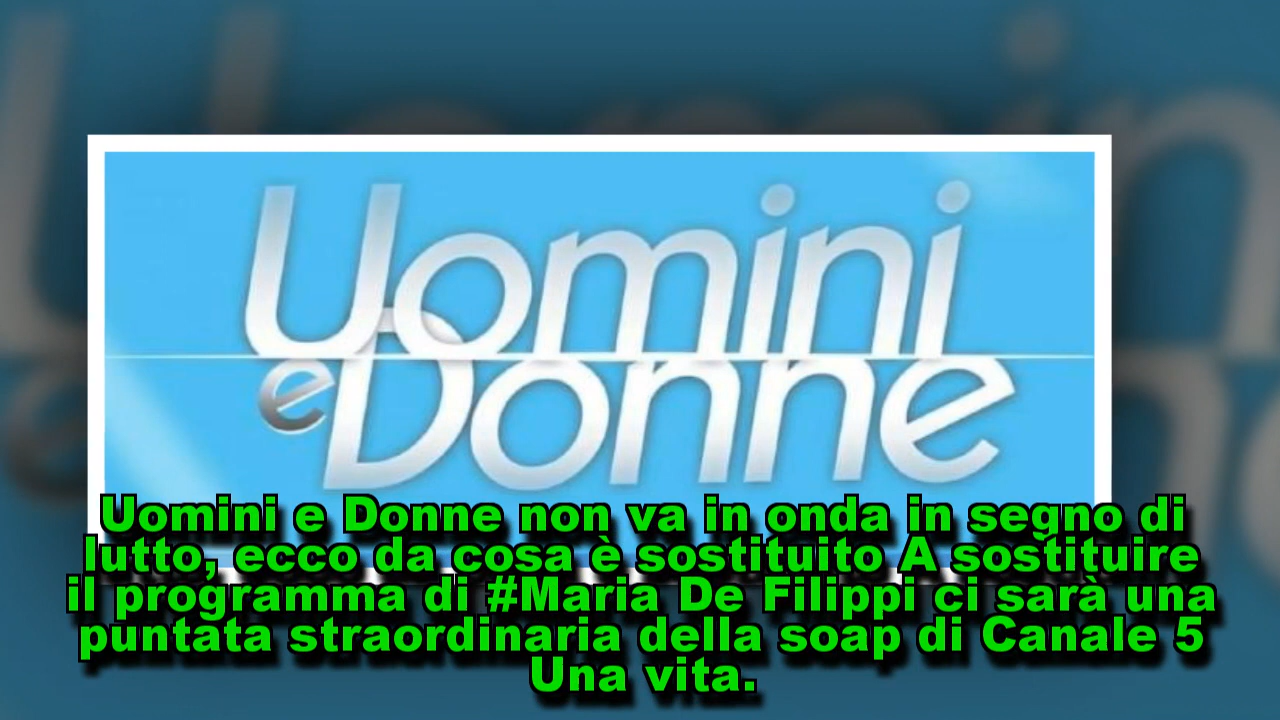 Uomini
e Donne
Uomini e Donne non va in onda in segno di
lutto, ecco da cosa è sostituito A sostituire
il programma di #Maria De Filippi ci sarà una
puntata straordinaria della soap di Canale 5
Una vita.